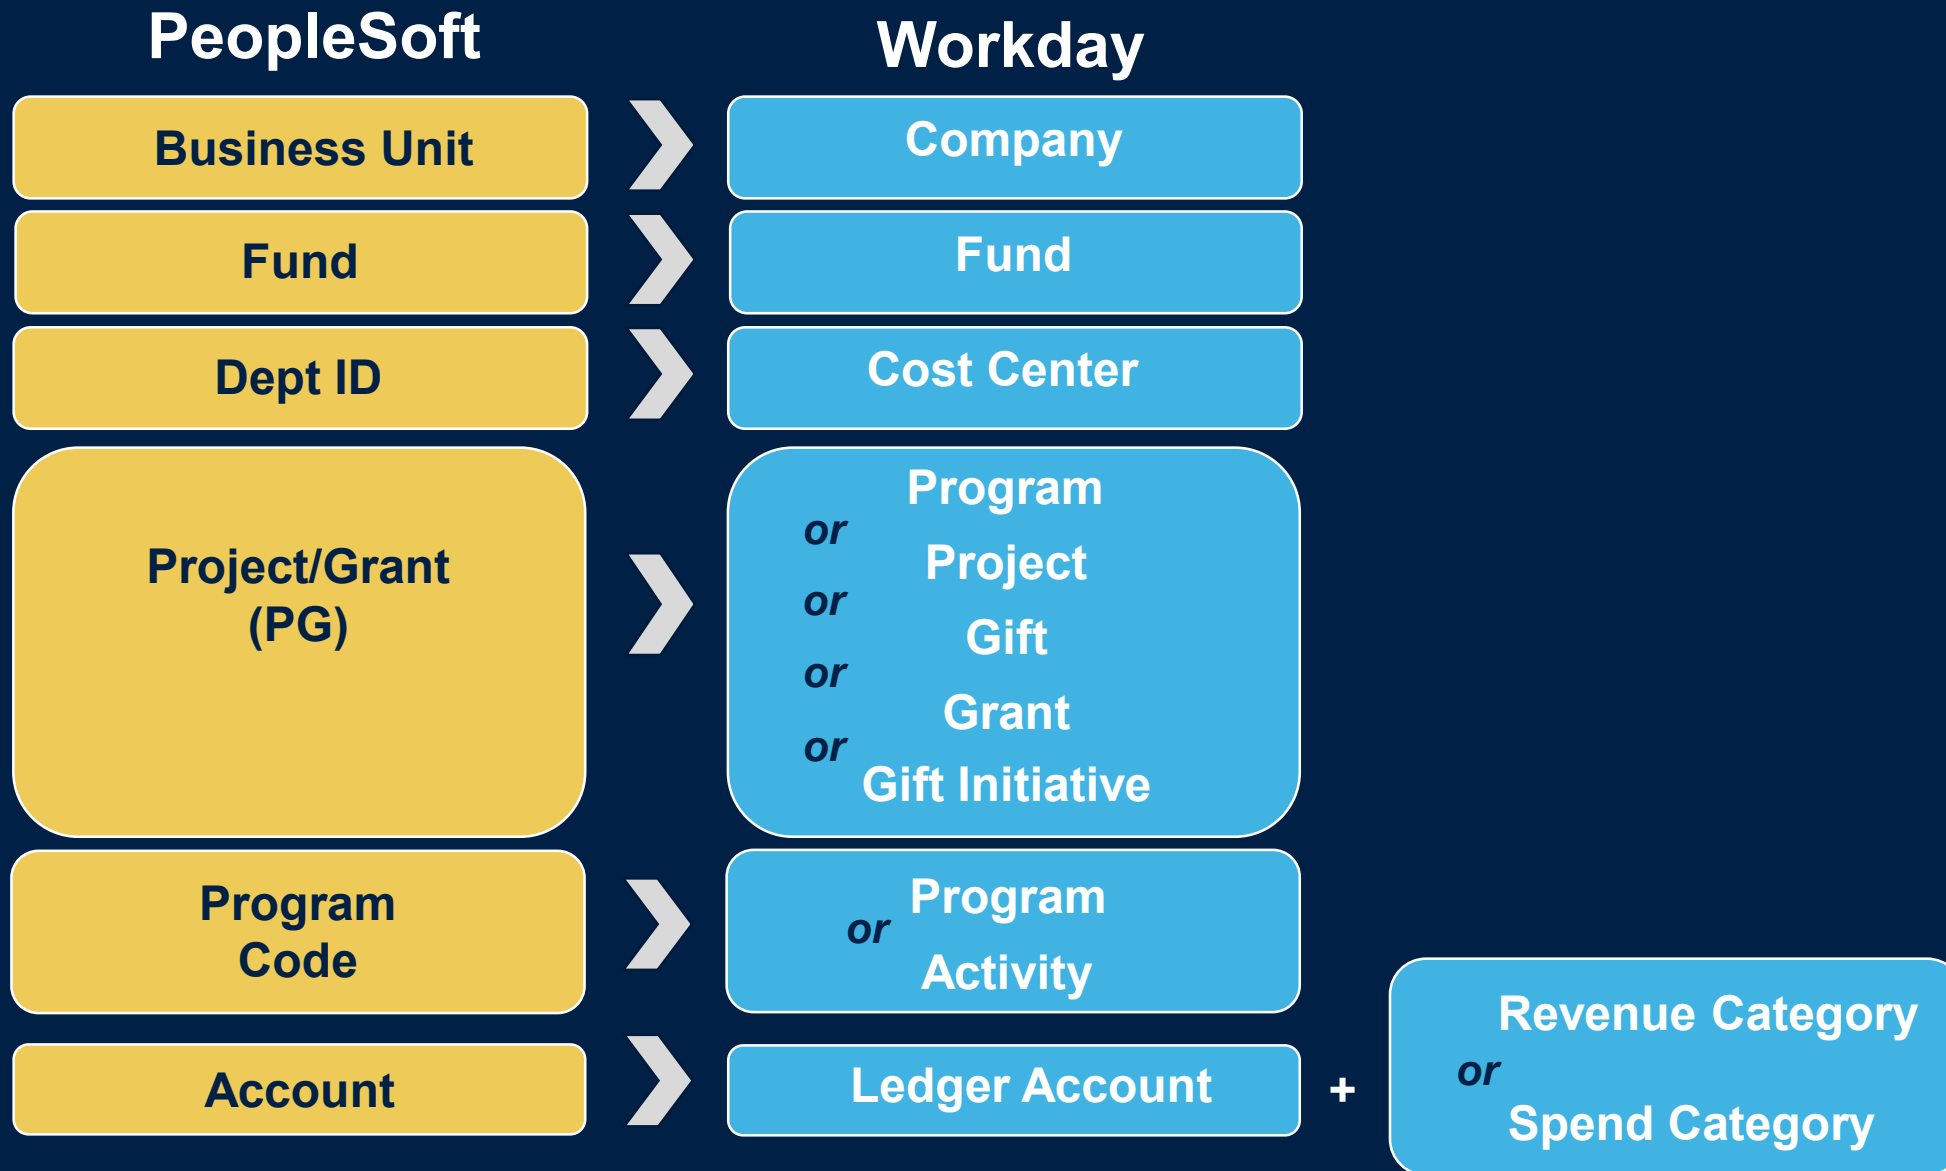 PeopleSoft
Workday
Business Unit
Company
Fund
Fund
Dept ID
Cost Center
Project/Grant
(PG)
Program
or
Project
or
Gift
or
Grant
or
Gift Initiative
Program
Code
Program
or
Activity
Account
Ledger Account
+
Revenue Category
or
Spend Category